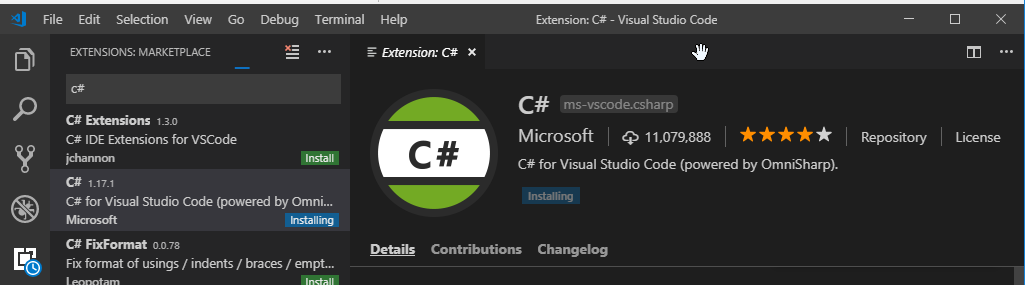 File Edit Selection View Go Debug Terminal Help Extension: C# - Visual Studio Code
EXTENSIONS: MARKETPLACE
c#
C# Extensions 1.3.0
C# IDE Extensions for VSCode
jchannon Install
C# 1.17.1
C# for Visual Studio Code (powered by Omni...
Microsoft Installing
C# FixFormat 0.0.78
Fix format of usings / indents / braces / empt...
Leopotam Install
Extension: C#
C#
C# ms-vscode.csharp
Microsoft 11,079,888 Repository License
C# for Visual Studio Code (powered by OmniSharp).
Installing
Details Contributions Changelog